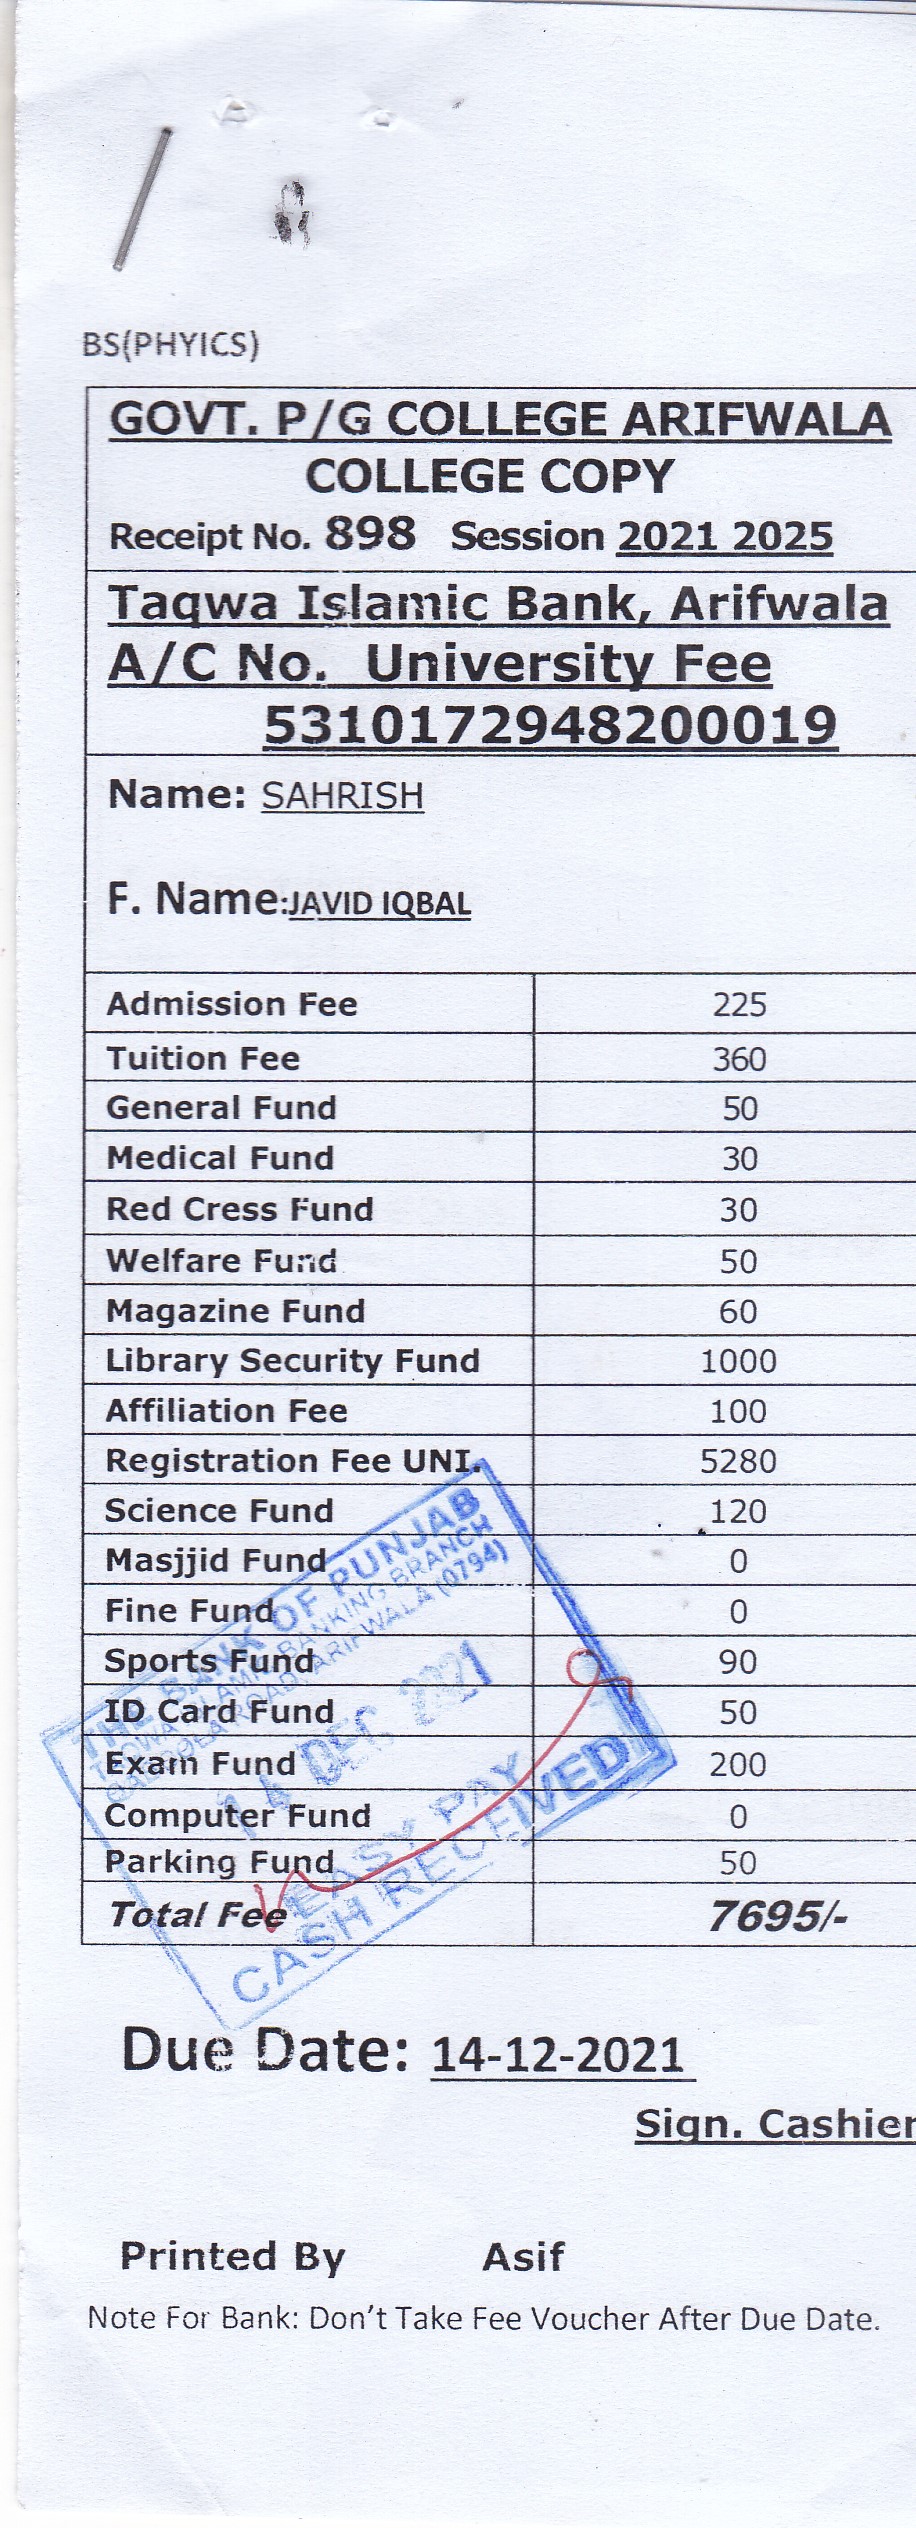 BS(PHYICS)
GOVT. P/G COLLEGE ARIFWALA
COLLEGE COPY
Receipt No. 898 Session 2021 2025
Taqwa Islamic Bank, Arifwala
A/C No. University Fee
5310172948200019
Name: SAHRISH
F. Name:JAVID IQBAL
Admission Fee 225
Tuition Fee 360
General Fund 50
Medical Fund 30
Red Cress Fund 30
Welfare Fund 50
Magazine Fund 60
Library Security Fund 1000
Affiliation Fee 100
Registration Fee UNI. 5280
Science Fund 120
Masjjid Fund 0
Fine Fund 0
Sports Fund 90
ID Card Fund 50
Exam Fund 200
Computer Fund 0
Parking Fund 50
Total Fee 7695/-
THE BANK OF PUNJAB
ISLAMIC BANKING BRANCH
ROAD, ARIFWALA (0794)
14 DEC 2021
EASY PAY
CASH RECEIVED
Due Date: 14-12-2021
Sign. Cashier
Printed By Asif
Note For Bank: Don't Take Fee Voucher After Due Date.